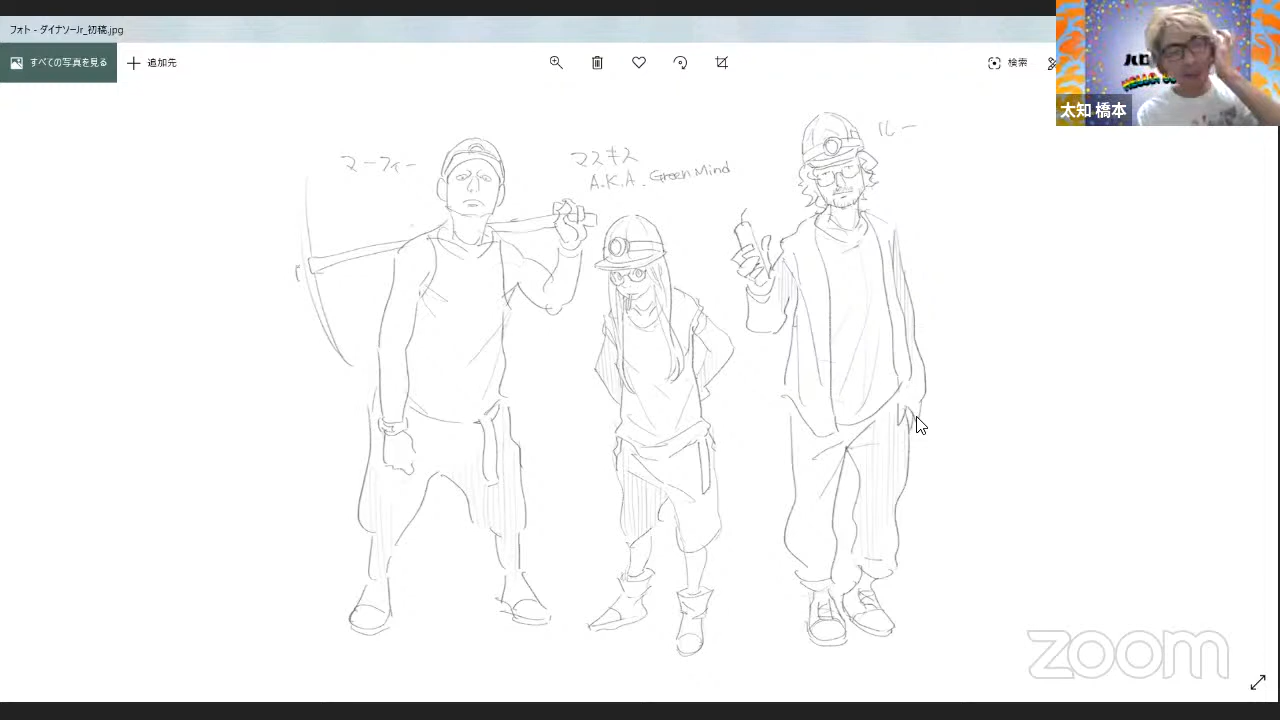 フォト - ダイナソーJr_初稿.jpg
すべての写真を見る
追加先
検索
太知 橋本
マーフィー
マスキス
A.K.A. Green Mind
ルー
zoom